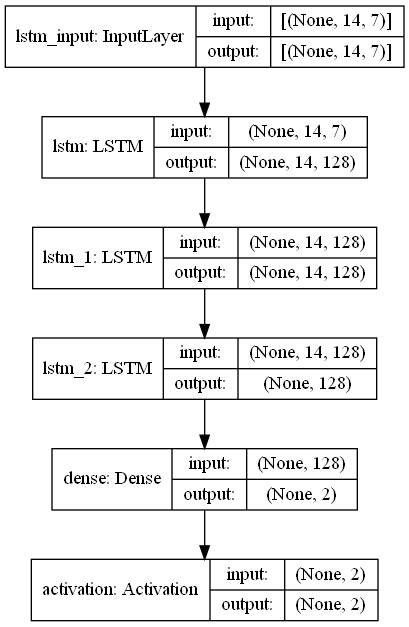 lstm_input: InputLayer
input: [(None, 14, 7)]
output: [(None, 14, 7)]
lstm: LSTM
input: (None, 14, 7)
output: (None, 14, 128)
lstm_1: LSTM
input: (None, 14, 128)
output: (None, 14, 128)
lstm_2: LSTM
input: (None, 14, 128)
output: (None, 128)
dense: Dense
input: (None, 128)
output: (None, 2)
activation: Activation
input: (None, 2)
output: (None, 2)